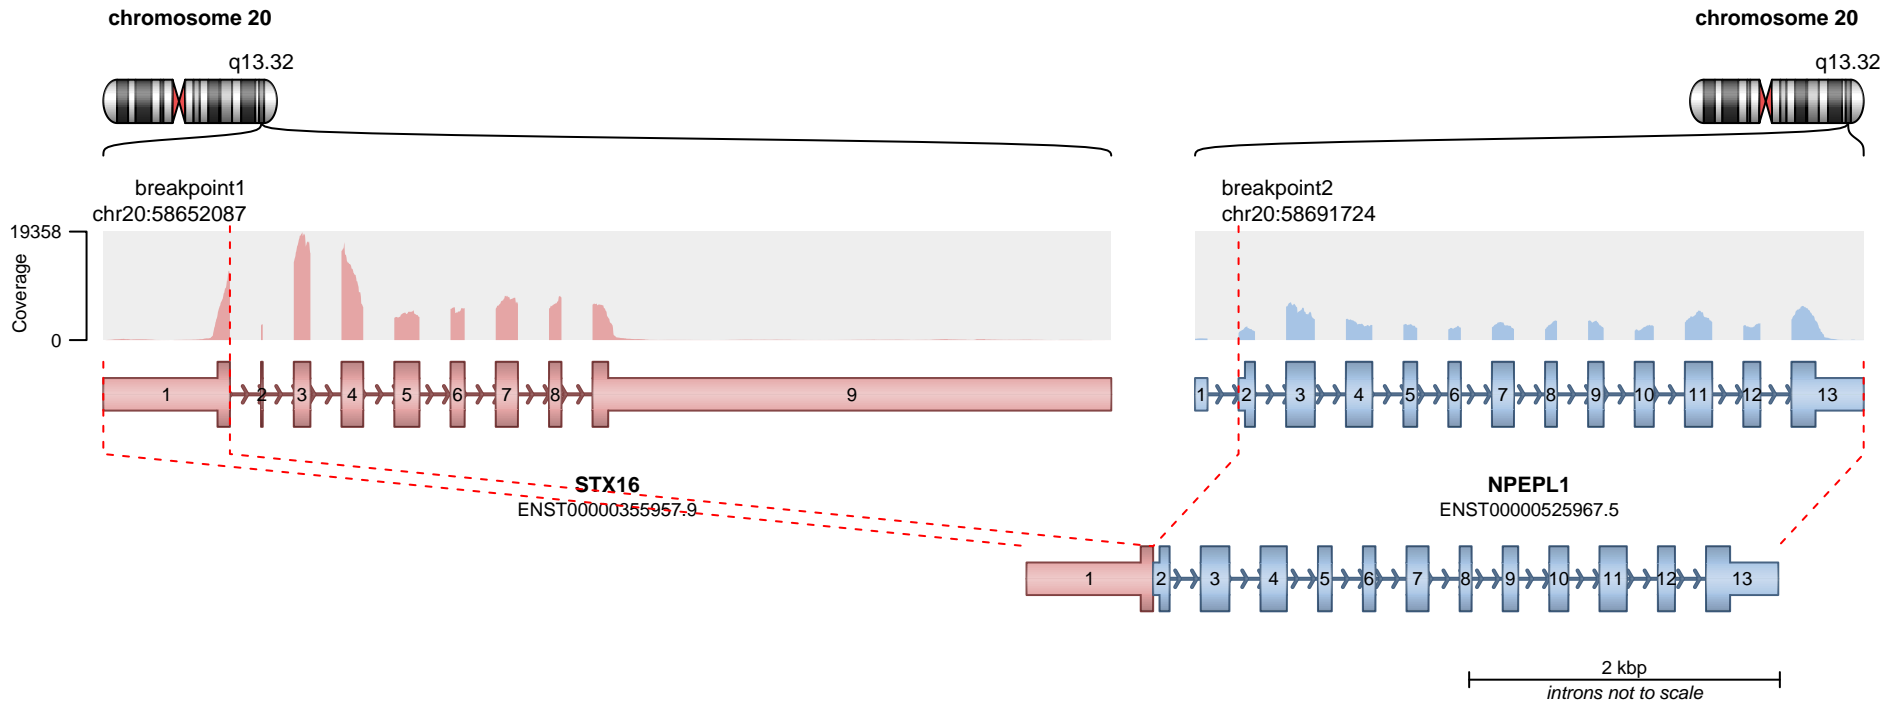 chromosome 20
chromosome 20
q13.32
q13.32
breakpoint1
chr20:58652087
breakpoint2
chr20:58691724
19358
Coverage
0
1 2 3 4 5 6 7 8 9
1 2 3 4 5 6 7 8 9 10 11 12 13
STX16
ENST00000355957.9
NPEPL1
ENST00000525967.5
1 2 3 4 5 6 7 8 9 10 11 12 13
2 kbp
introns not to scale